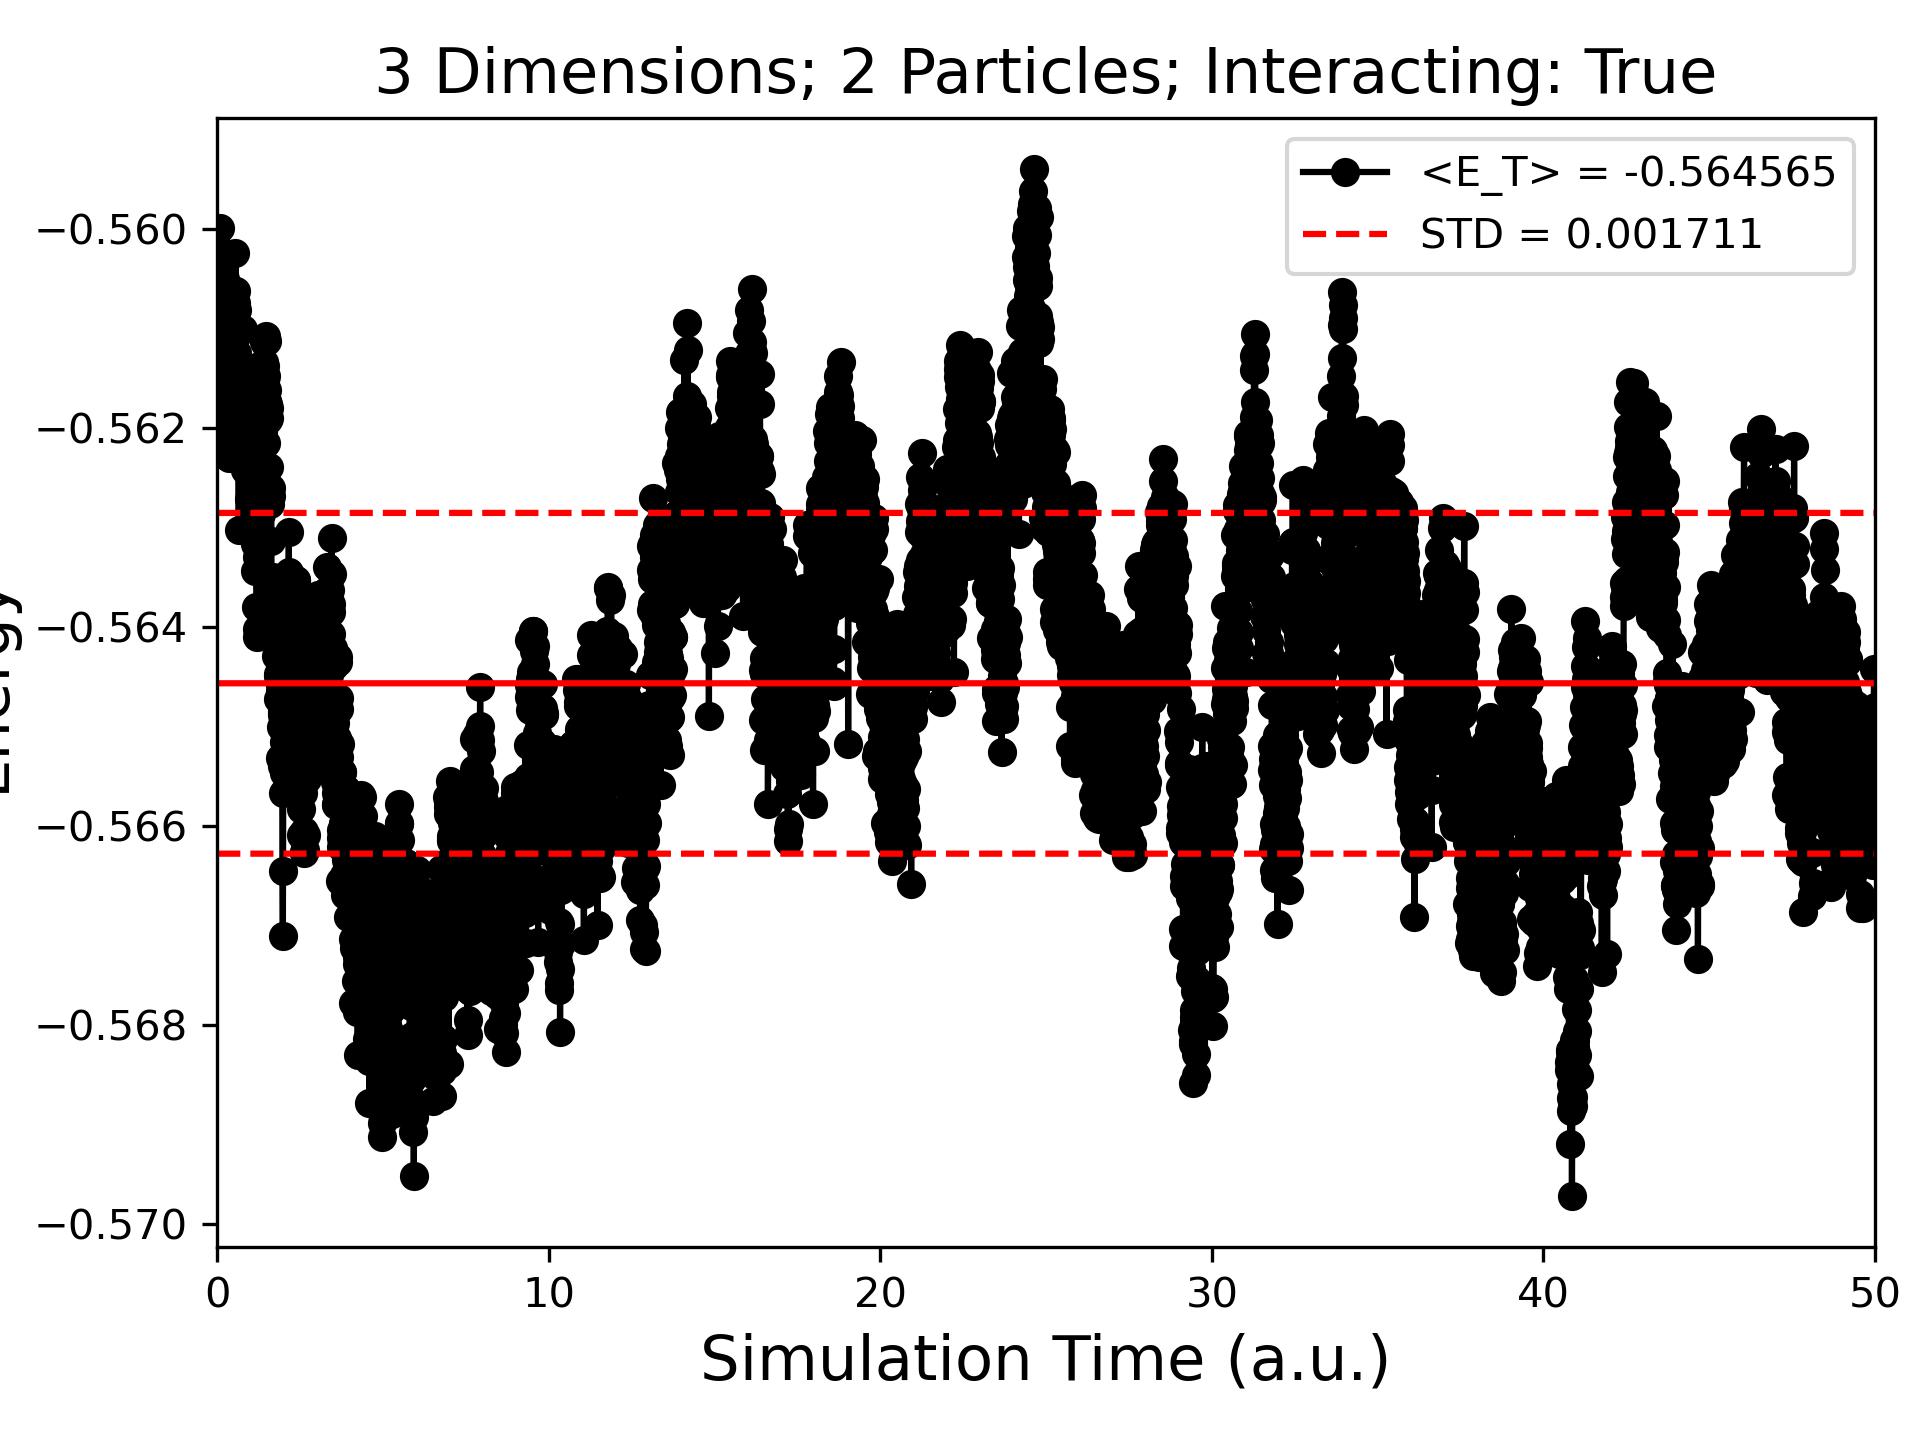 3 Dimensions; 2 Particles; Interacting: True
<E_T> = -0.564565
STD = 0.001711
−0.560
−0.562
−0.564
−0.566
−0.568
−0.570
Energy
0 10 20 30 40 50
Simulation Time (a.u.)